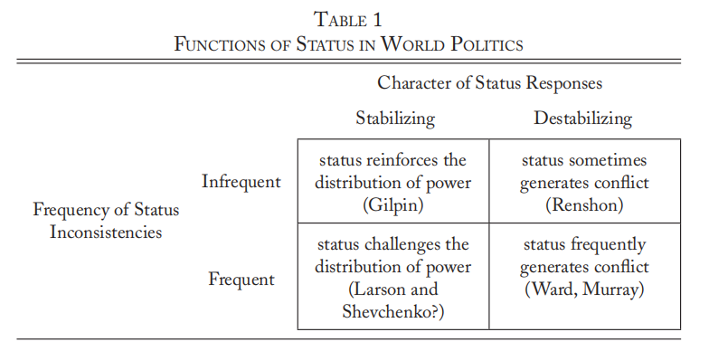 TABLE 1
FUNCTIONS OF STATUS IN WORLD POLITICS
Character of Status Responses
Stabilizing Destabilizing
Frequency of Status
Inconsistencies
Infrequent
status reinforces the
distribution of power
(Gilpin)
status sometimes
generates conflict
(Renshon)
Frequent
status challenges the
distribution of power
(Larson and
Shevchenko?)
status frequently
generates conflict
(Ward, Murray)